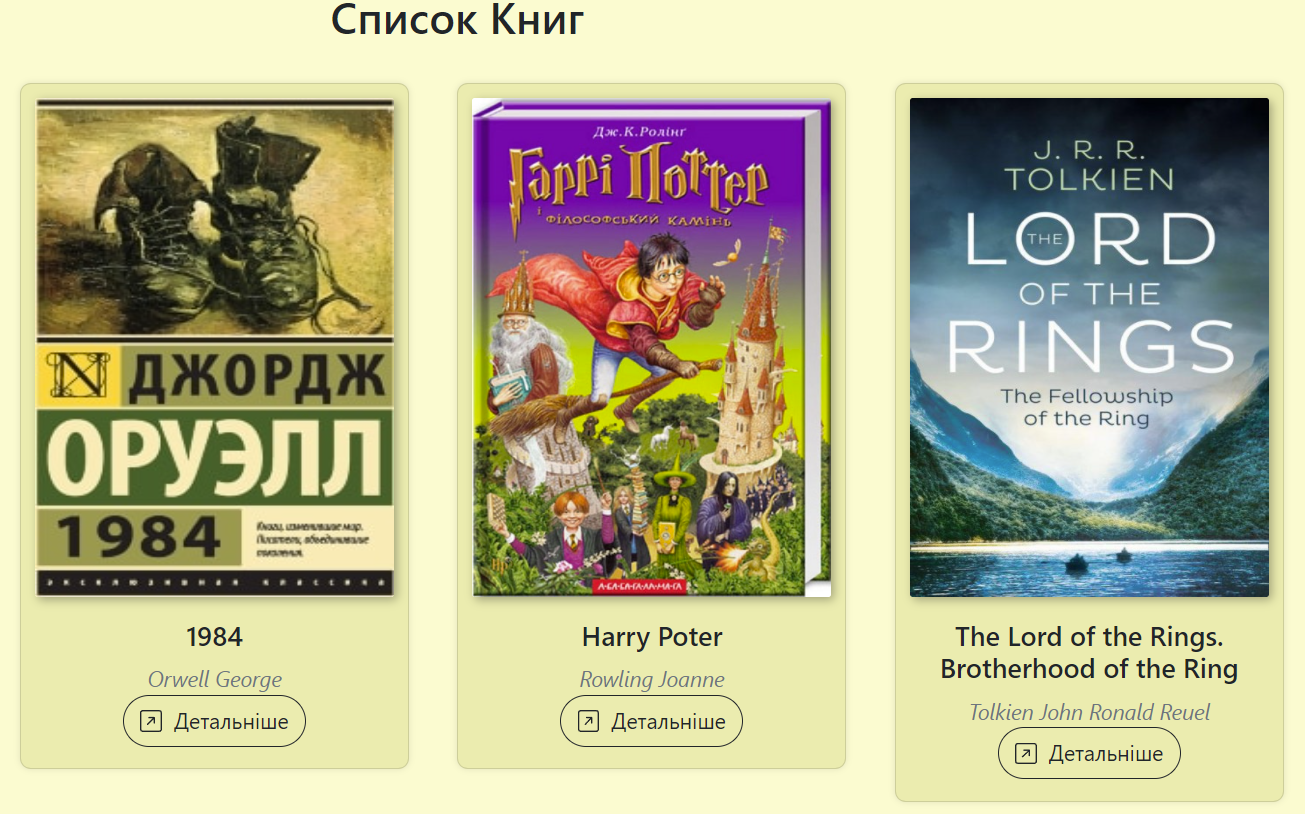 Список Книг
ДЖОРДЖ
ОРУЭЛЛ
1984
Книги, изменившие мир.
Писатели, объединившие
поколения.
эксклюзивная классика
1984
Orwell George
Детальніше
Дж.К.Ролінґ
Гаррі Поттер
і філософський камінь
А-БА-БА-ГА-ЛА-МА-ГА
Harry Poter
Rowling Joanne
Детальніше
J. R. R.
TOLKIEN
THE LORD
OF THE
RINGS
The Fellowship
of the Ring
The Lord of the Rings.
Brotherhood of the Ring
Tolkien John Ronald Reuel
Детальніше